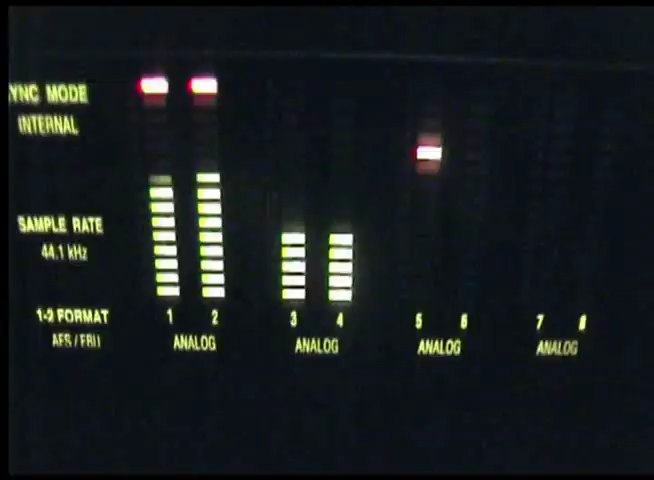 YNC MODE
INTERNAL
SAMPLE RATE
44.1 kHz
1-2 FORMAT 1 2 3 4 5 6 7 8
AES / EBU ANALOG ANALOG ANALOG ANALOG